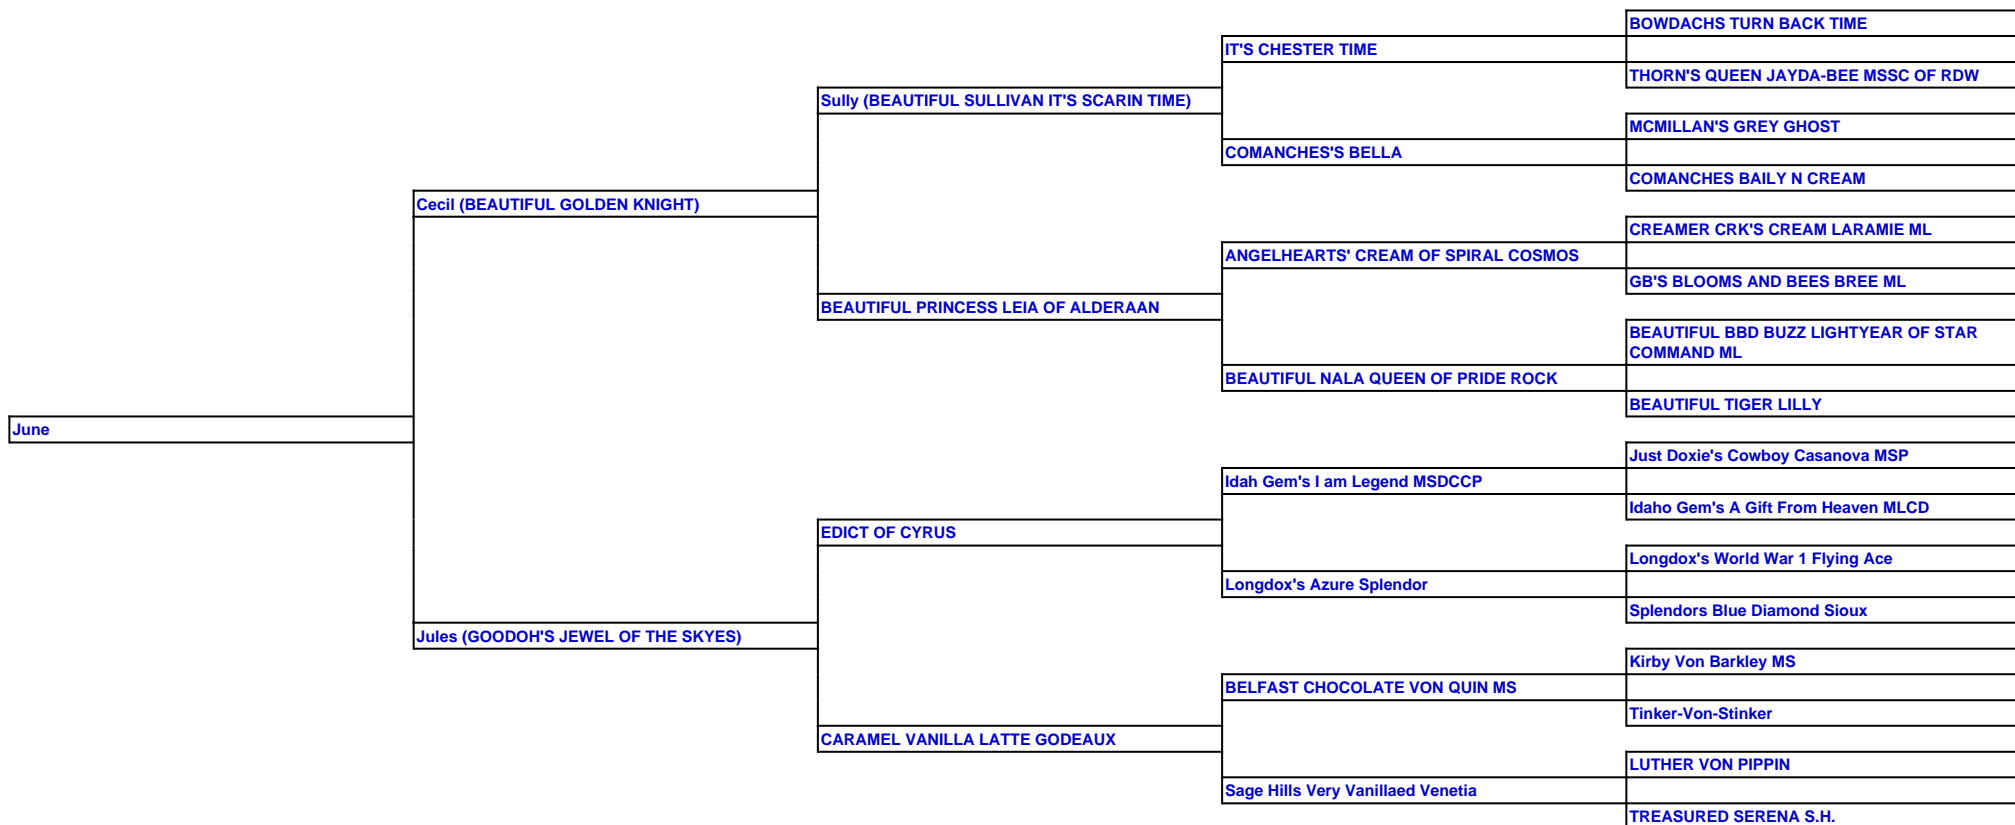 BOWDACHS TURN BACK TIME
IT'S CHESTER TIME
THORN'S QUEEN JAYDA-BEE MSSC OF RDW
Sully (BEAUTIFUL SULLIVAN IT'S SCARIN TIME)
MCMILLAN'S GREY GHOST
COMANCHES'S BELLA
COMANCHES BAILY N CREAM
Cecil (BEAUTIFUL GOLDEN KNIGHT)
CREAMER CRK'S CREAM LARAMIE ML
ANGELHEARTS' CREAM OF SPIRAL COSMOS
GB'S BLOOMS AND BEES BREE ML
BEAUTIFUL PRINCESS LEIA OF ALDERAAN
BEAUTIFUL BBD BUZZ LIGHTYEAR OF STAR
COMMAND ML
BEAUTIFUL NALA QUEEN OF PRIDE ROCK
BEAUTIFUL TIGER LILLY
June
Just Doxie's Cowboy Casanova MSP
Idah Gem's I am Legend MSDCCP
Idaho Gem's A Gift From Heaven MLCD
EDICT OF CYRUS
Longdox's World War 1 Flying Ace
Longdox's Azure Splendor
Splendors Blue Diamond Sioux
Jules (GOODOH'S JEWEL OF THE SKYES)
Kirby Von Barkley MS
BELFAST CHOCOLATE VON QUIN MS
Tinker-Von-Stinker
CARAMEL VANILLA LATTE GODEAUX
LUTHER VON PIPPIN
Sage Hills Very Vanillaed Venetia
TREASURED SERENA S.H.